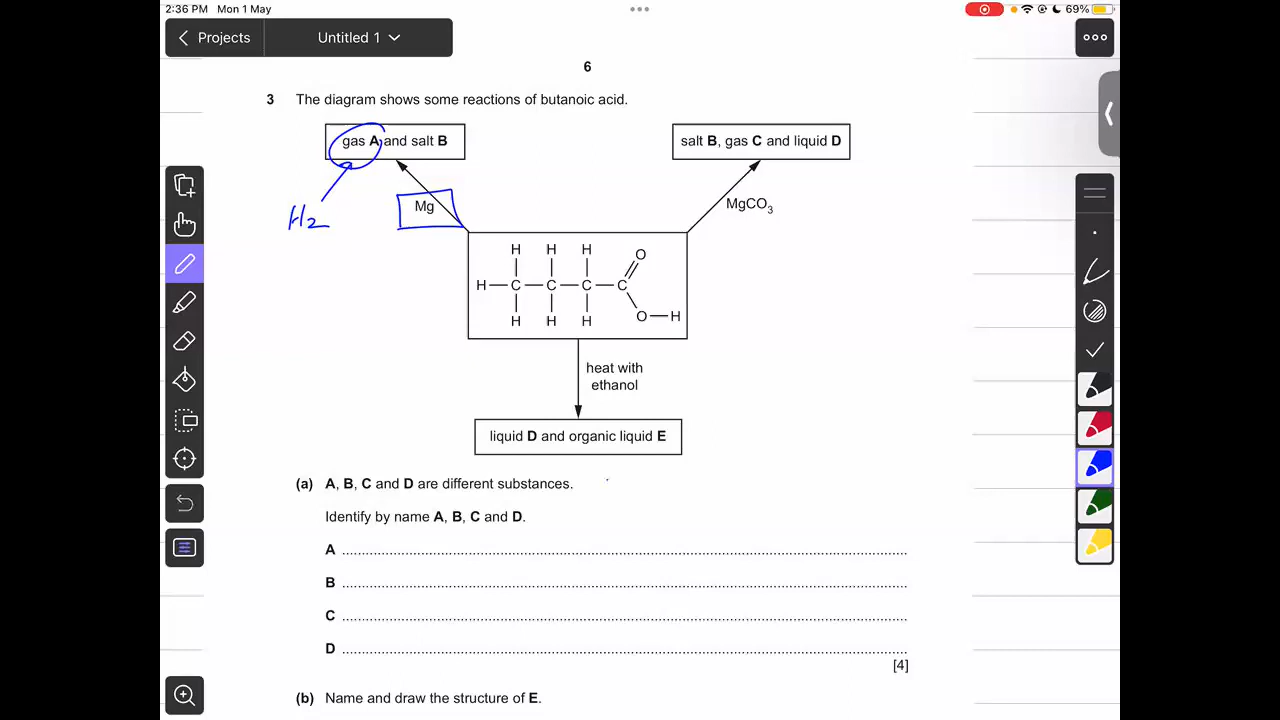 2:36 PM Mon 1 May
69%
Projects
Untitled 1
6
3 The diagram shows some reactions of butanoic acid.
gas A and salt B
salt B, gas C and liquid D
H2
Mg
MgCO3
H H H O
H C C C C
H H H O H
heat with
ethanol
liquid D and organic liquid E
(a) A, B, C and D are different substances.
Identify by name A, B, C and D.
A ........................................................................
B ........................................................................
C ........................................................................
D ........................................................................
[4]
(b) Name and draw the structure of E.